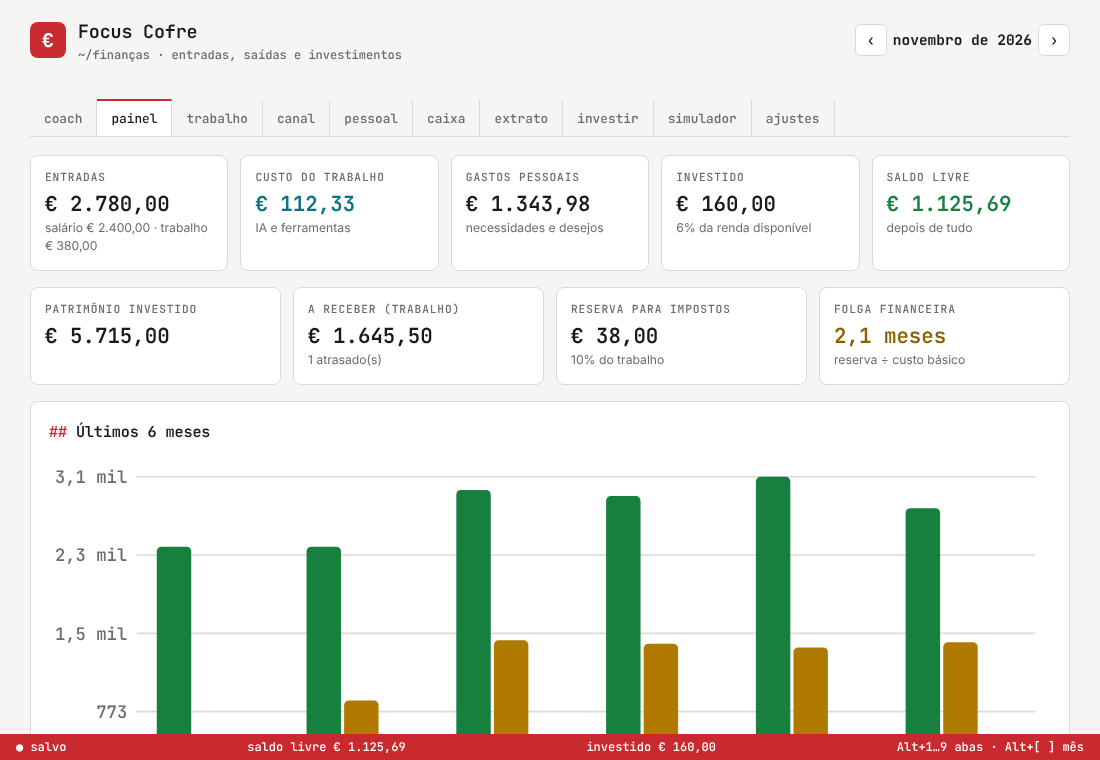 €
Focus Cofre
~/finanças · entradas, saídas e investimentos
‹ novembro de 2026 ›
coach painel trabalho canal pessoal caixa extrato investir simulador ajustes
ENTRADAS
€ 2.780,00
salário € 2.400,00 · trabalho
€ 380,00
CUSTO DO TRABALHO
€ 112,33
IA e ferramentas
GASTOS PESSOAIS
€ 1.343,98
necessidades e desejos
INVESTIDO
€ 160,00
6% da renda disponível
SALDO LIVRE
€ 1.125,69
depois de tudo
PATRIMÔNIO INVESTIDO
€ 5.715,00
A RECEBER (TRABALHO)
€ 1.645,50
1 atrasado(s)
RESERVA PARA IMPOSTOS
€ 38,00
10% do trabalho
FOLGA FINANCEIRA
2,1 meses
reserva ÷ custo básico
## Últimos 6 meses
3,1 mil
2,3 mil
1,5 mil
773
● salvo
saldo livre € 1.125,69
investido € 160,00
Alt+1…9 abas · Alt+[ ] mês